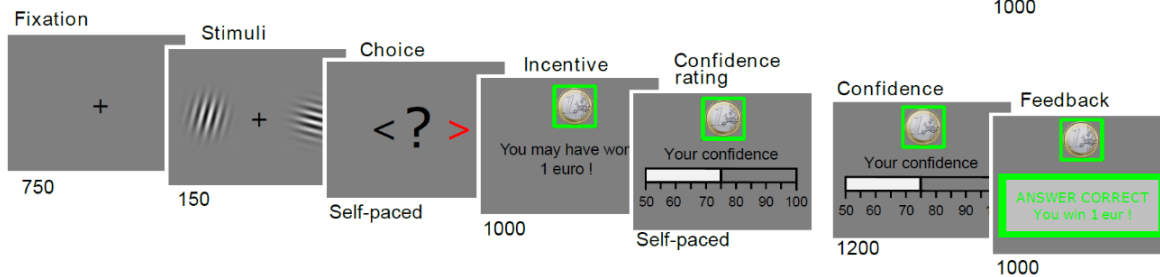 1000
Fixation
Stimuli
Choice
Incentive
Confidence
rating
Confidence
Feedback
+
+
< ? >
You may have wor
1 euro !
Your confidence
50 60 70 80 90 100
Your confidence
50 60 70 80 90
ANSWER CORRECT
You win 1 eur !
750
150
Self-paced
1000
Self-paced
1200
1000